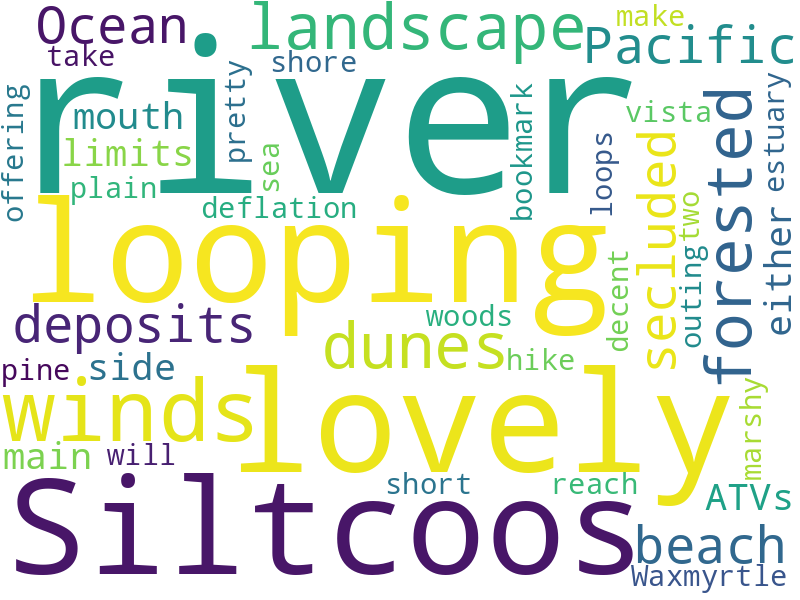 Ocean
landscape
make
Pacific
take
shore
river
offering
mouth
pretty
bookmark
vista
limits
sea
loops
secluded
forested
estuary
plain
deflation
two
looping
either
deposits
woods
decent
outing
dunes
hike
pine
side
winds
lovely
marshy
main
will
Siltcoos
short
reach
ATVs
beach
Waxmyrtle